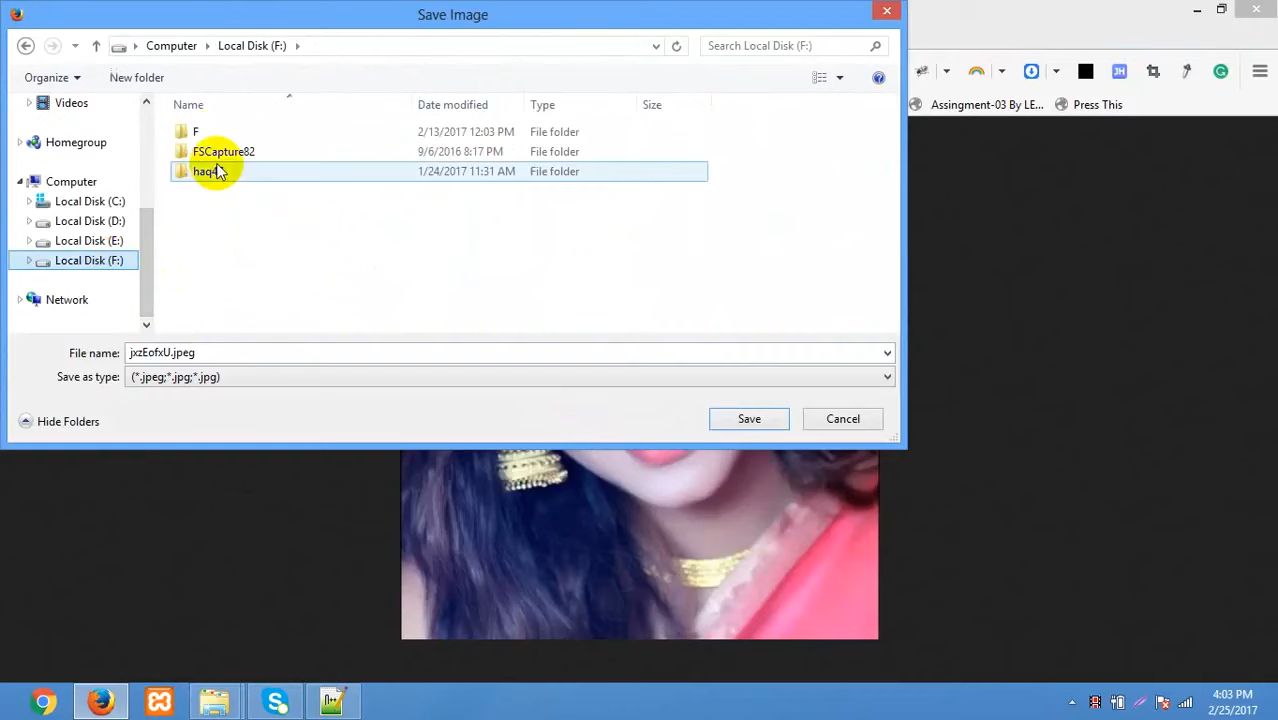 Save Image
Computer Local Disk (F:) Search Local Disk (F:)
Organize New folder
Assingment-03 By LE... Press This
Name Date modified Type Size
Videos
F 2/13/2017 12:03 PM File folder
Homegroup
FSCapture82 9/6/2016 8:17 PM File folder
1/24/2017 11:31 AM File folder
Computer
Local Disk (C:)
Local Disk (D:)
Local Disk (E:)
Local Disk (F:)
Network
File name: jxzEofxU.jpeg
Save as type: (*.jpeg;*.jpg;*.jpg)
Hide Folders Save Cancel
JH
4:03 PM
2/25/2017